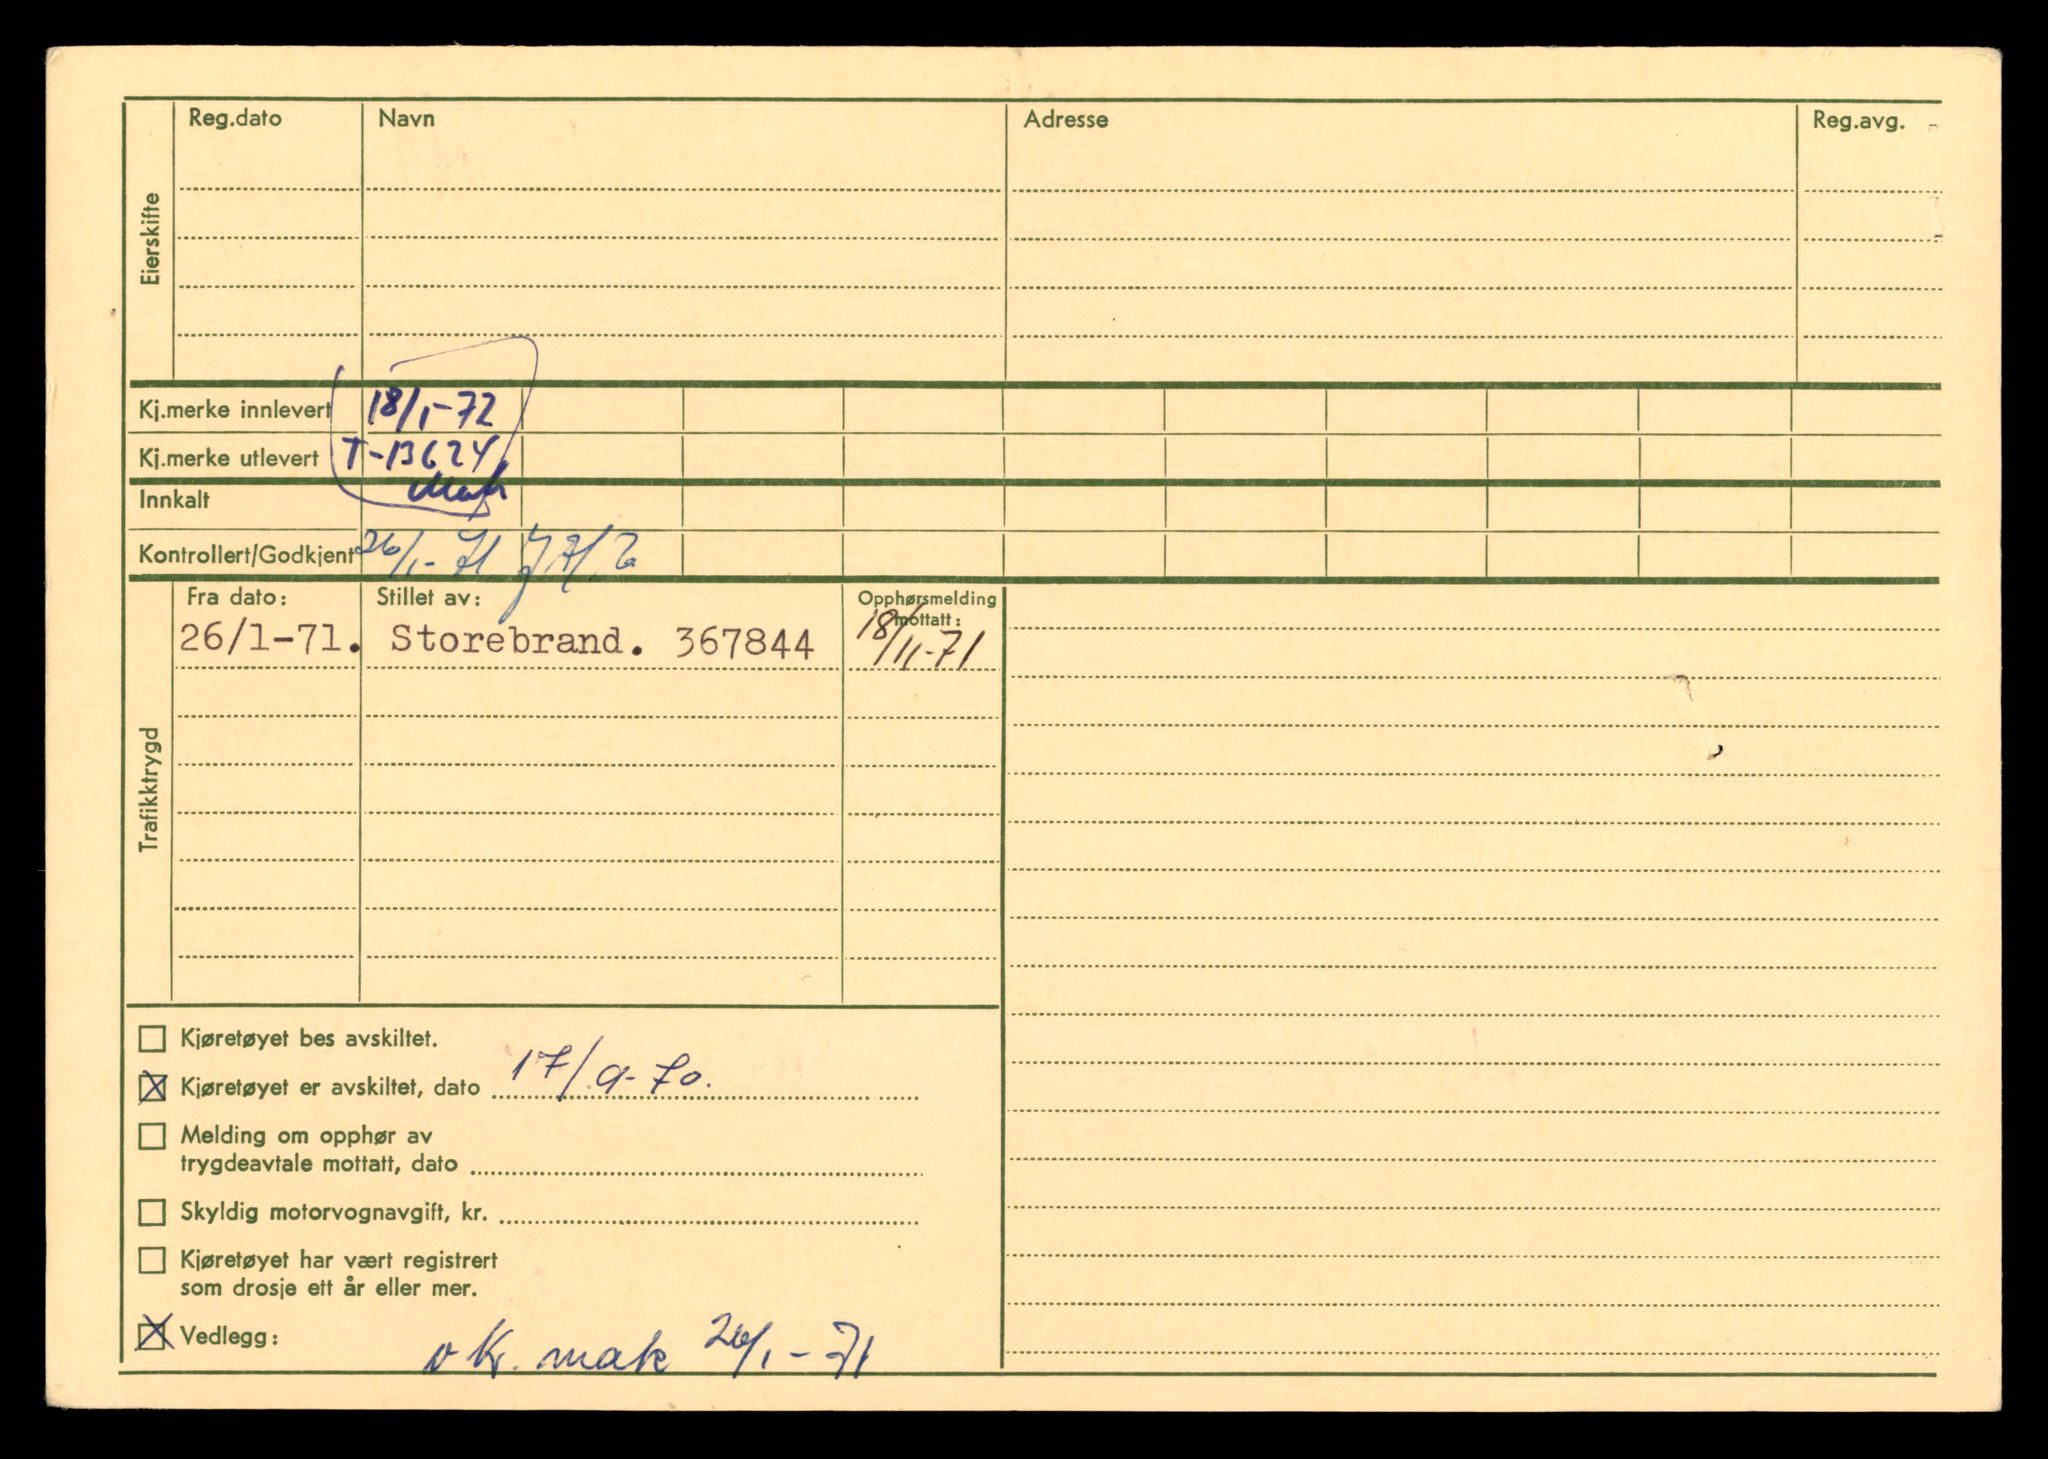 Reg.dato Navn Adresse Reg.avg.
Eierskifte
Kj.merke innlevert 18/1-72
Kj.merke utlevert T-13624
Innkalt
Kontrollert/Godkjent 26/1-71
Trafikktrygd
Fra dato: Stillet av: Opphørsmelding mottatt:
26/1-71. Storebrand. 367844 18/11-71
Kjøretøyet bes avskiltet.
Kjøretøyet er avskiltet, dato 17/9-70.
Melding om opphør av
trygdeavtale mottatt, dato
Skyldig motorvognavgift, kr.
Kjøretøyet har vært registrert
som drosje ett år eller mer.
Vedlegg: v kr. mak 26/1-71